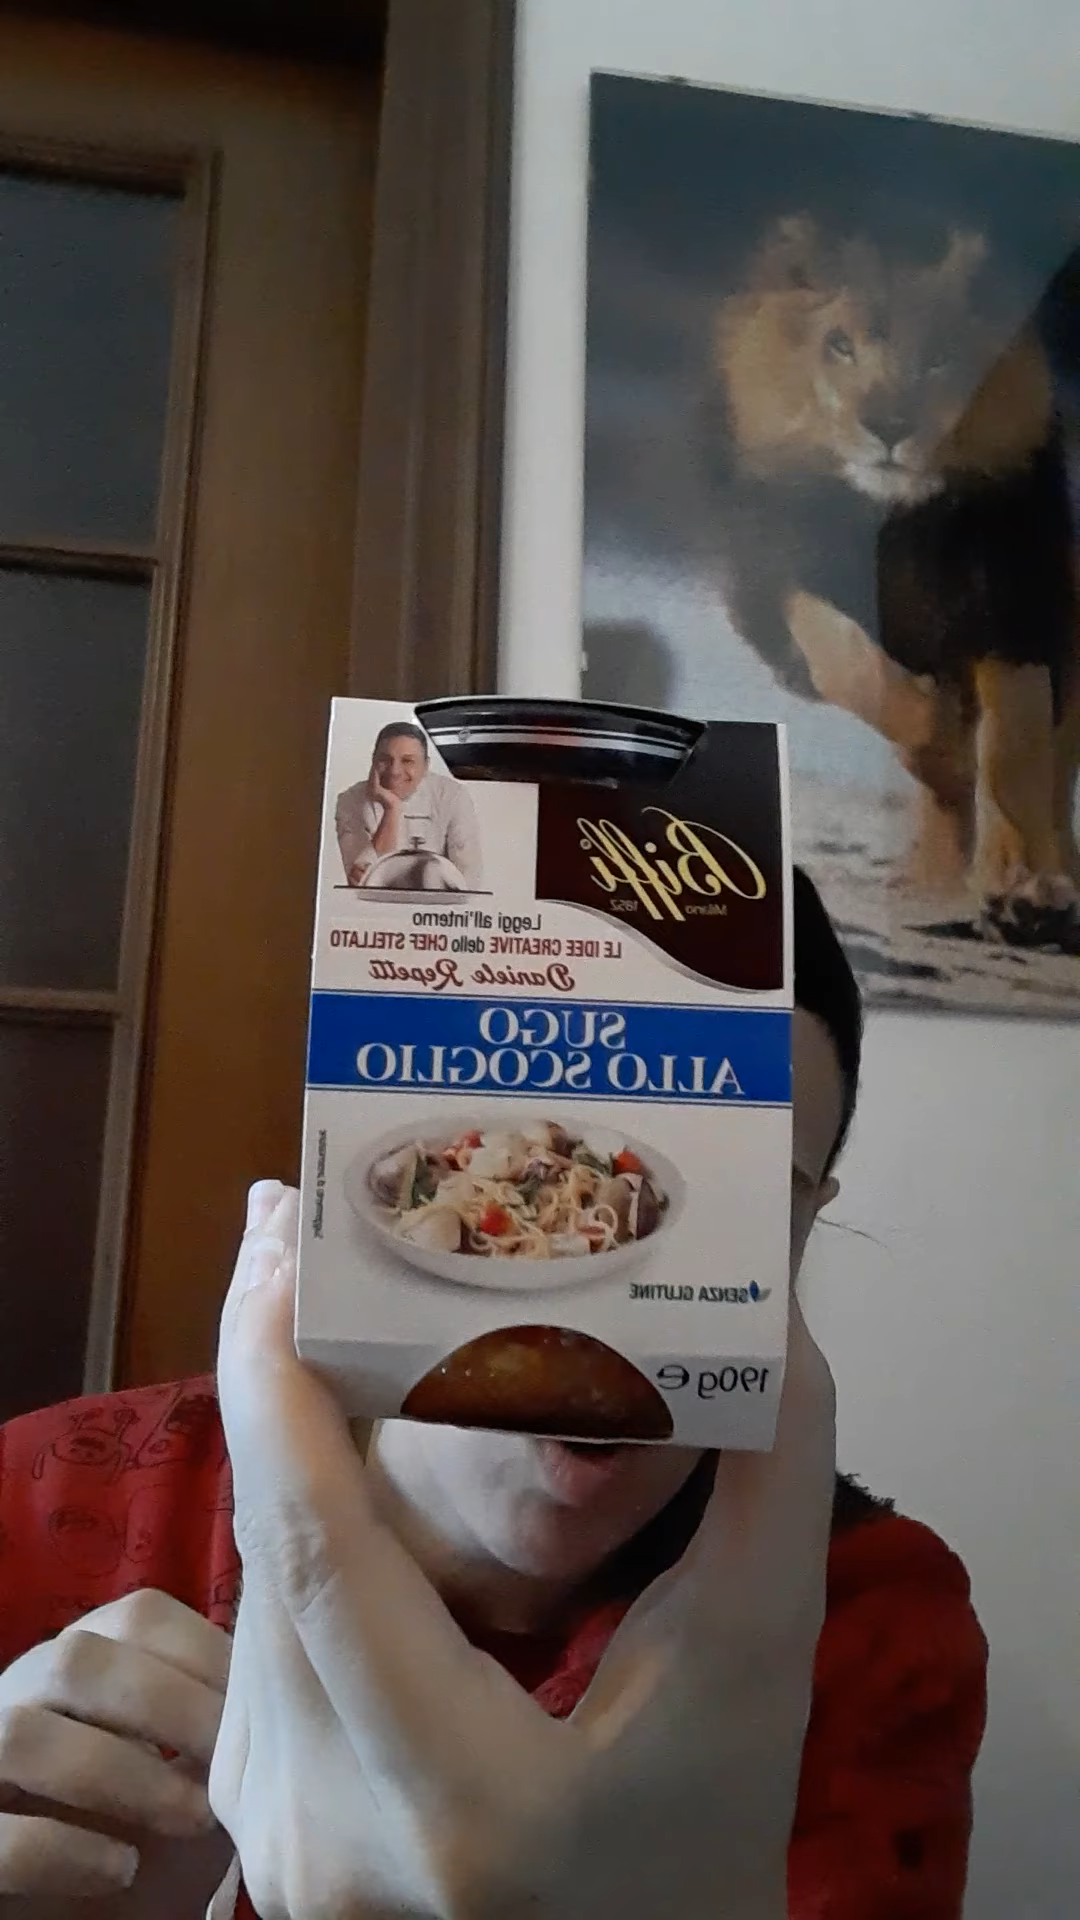 Biffi
Milano 1852
Leggi all'interno
LE IDEE CREATIVE dello CHEF STELLATO
Daniele Repetti
SUGO
ALLO SCOGLIO
SENZA GLUTINE
190g e